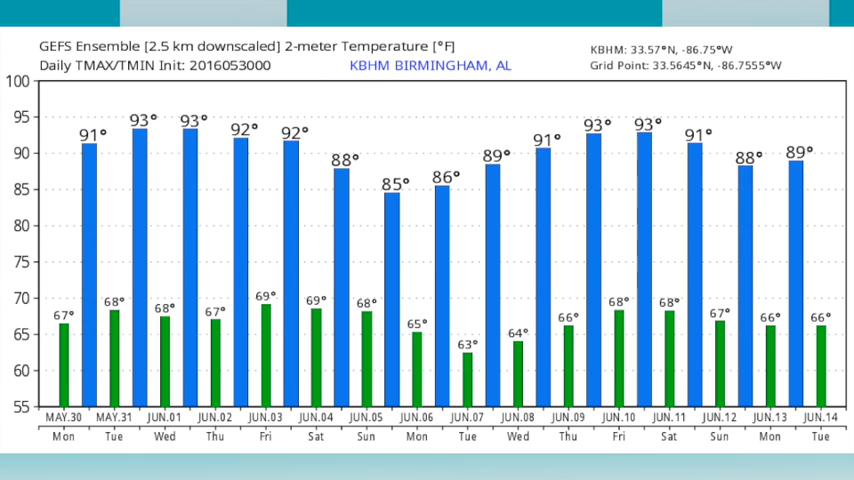 GEFS Ensemble [2.5 km downscaled] 2-meter Temperature [°F]
KBHM: 33.57°N, -86.75°W
Daily TMAX/TMIN Init: 2016053000
KBHM BIRMINGHAM, AL
Grid Point: 33.5645°N, -86.7555°W
100
95
90
85
80
75
70
65
60
55
91° 93° 93° 92° 92° 88° 85° 86° 89° 91° 93° 93° 91° 88° 89°
67° 68° 68° 67° 69° 69° 68° 65° 63° 64° 66° 68° 68° 67° 66° 66°
MAY.30 MAY.31 JUN.01 JUN.02 JUN.03 JUN.04 JUN.05 JUN.06 JUN.07 JUN.08 JUN.09 JUN.10 JUN.11 JUN.12 JUN.13 JUN.14
Mon Tue Wed Thu Fri Sat Sun Mon Tue Wed Thu Fri Sat Sun Mon Tue